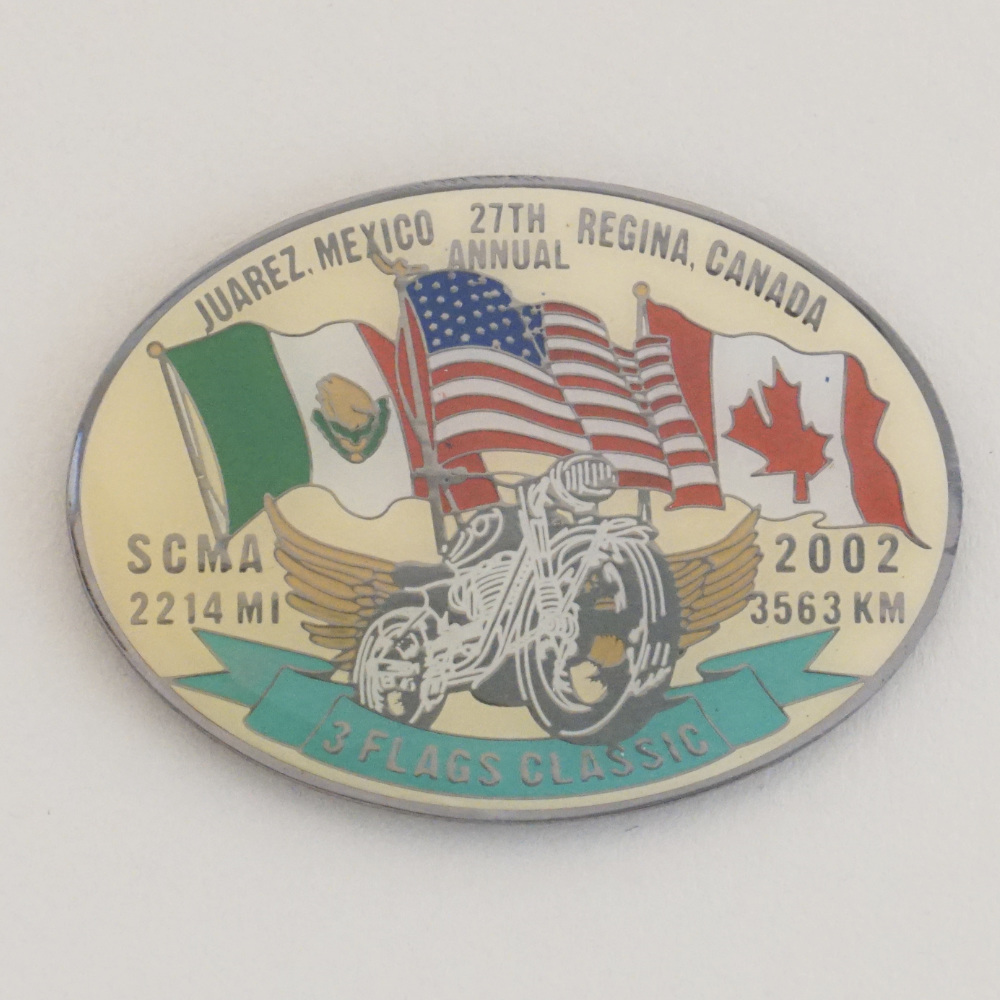 JUAREZ, MEXICO
27TH
ANNUAL
REGINA, CANADA
SCMA
2214 MI
2002
3563 KM
3 FLAGS CLASSIC